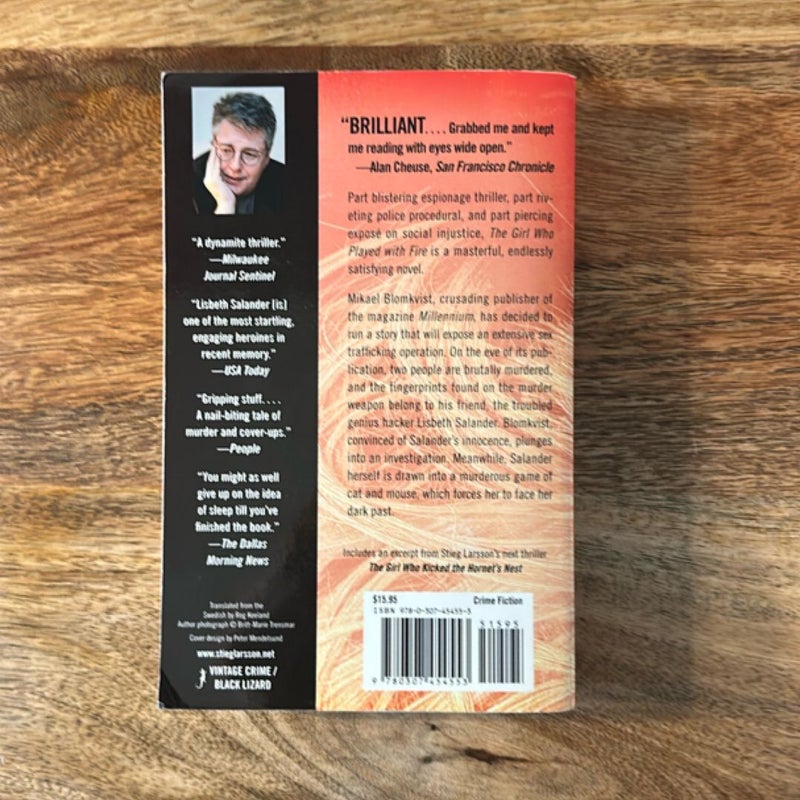 "A dynamite thriller."
—Milwaukee
Journal Sentinel
"Lisbeth Salander [is]
one of the most startling,
engaging heroines in
recent memory."
—USA Today
"Gripping stuff....
A nail-biting tale of
murder and cover-ups."
—People
"You might as well
give up on the idea
of sleep till you've
finished the book."
—The Dallas
Morning News
Translated from the
Swedish by Reg Keeland
Author photograph © Britt-Marie Trensmar
Cover design by Peter Mendelsund
www.stieglarsson.net
VINTAGE CRIME/
BLACK LIZARD
"BRILLIANT.... Grabbed me and kept
me reading with eyes wide open."
—Alan Cheuse, San Francisco Chronicle
Part blistering espionage thriller, part riv-
eting police procedural, and part piercing
exposé on social injustice, The Girl Who
Played with Fire is a masterful, endlessly
satisfying novel.
Mikael Blomkvist, crusading publisher of
the magazine Millennium, has decided to
run a story that will expose an extensive sex
trafficking operation. On the eve of its pub-
lication, two people are brutally murdered,
and the fingerprints found on the murder
weapon belong to his friend, the troubled
genius hacker Lisbeth Salander. Blomkvist,
convinced of Salander's innocence, plunges
into an investigation. Meanwhile, Salander
herself is drawn into a murderous game of
cat and mouse, which forces her to face her
dark past.
Includes an excerpt from Stieg Larsson's next thriller,
The Girl Who Kicked the Hornet's Nest
$15.95 Crime Fiction
ISBN 978-0-307-45455-3
51595
9 780307 454553